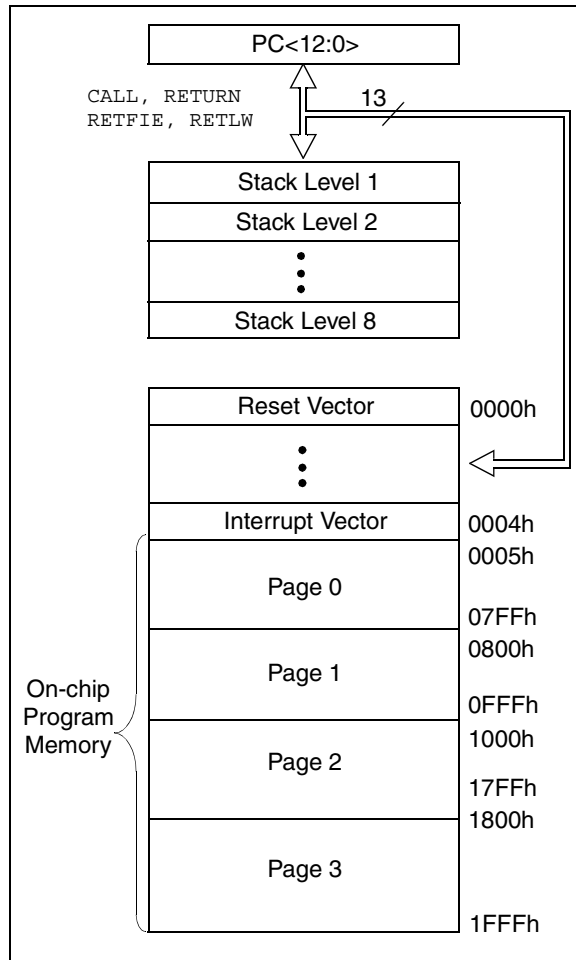 PC<12:0>
CALL, RETURN
RETFIE, RETLW
13
Stack Level 1
Stack Level 2
Stack Level 8
Reset Vector
0000h
Interrupt Vector
0004h
0005h
Page 0
07FFh
0800h
Page 1
0FFFh
On-chip
Program
Memory
1000h
Page 2
17FFh
1800h
Page 3
1FFFh